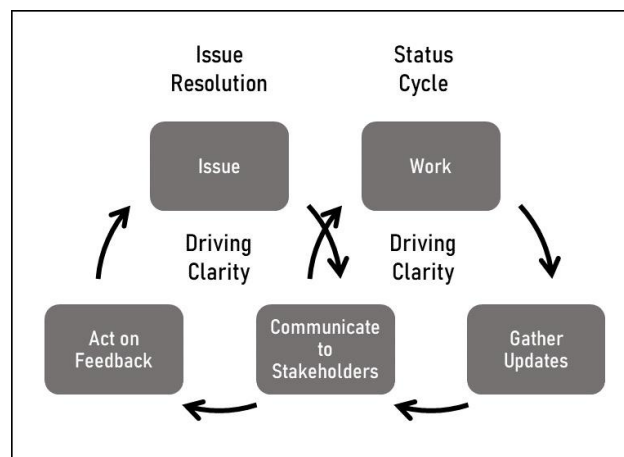 Issue
Resolution
Status
Cycle
Issue
Work
Driving
Clarity
Driving
Clarity
Act on
Feedback
Communicate
to
Stakeholders
Gather
Updates